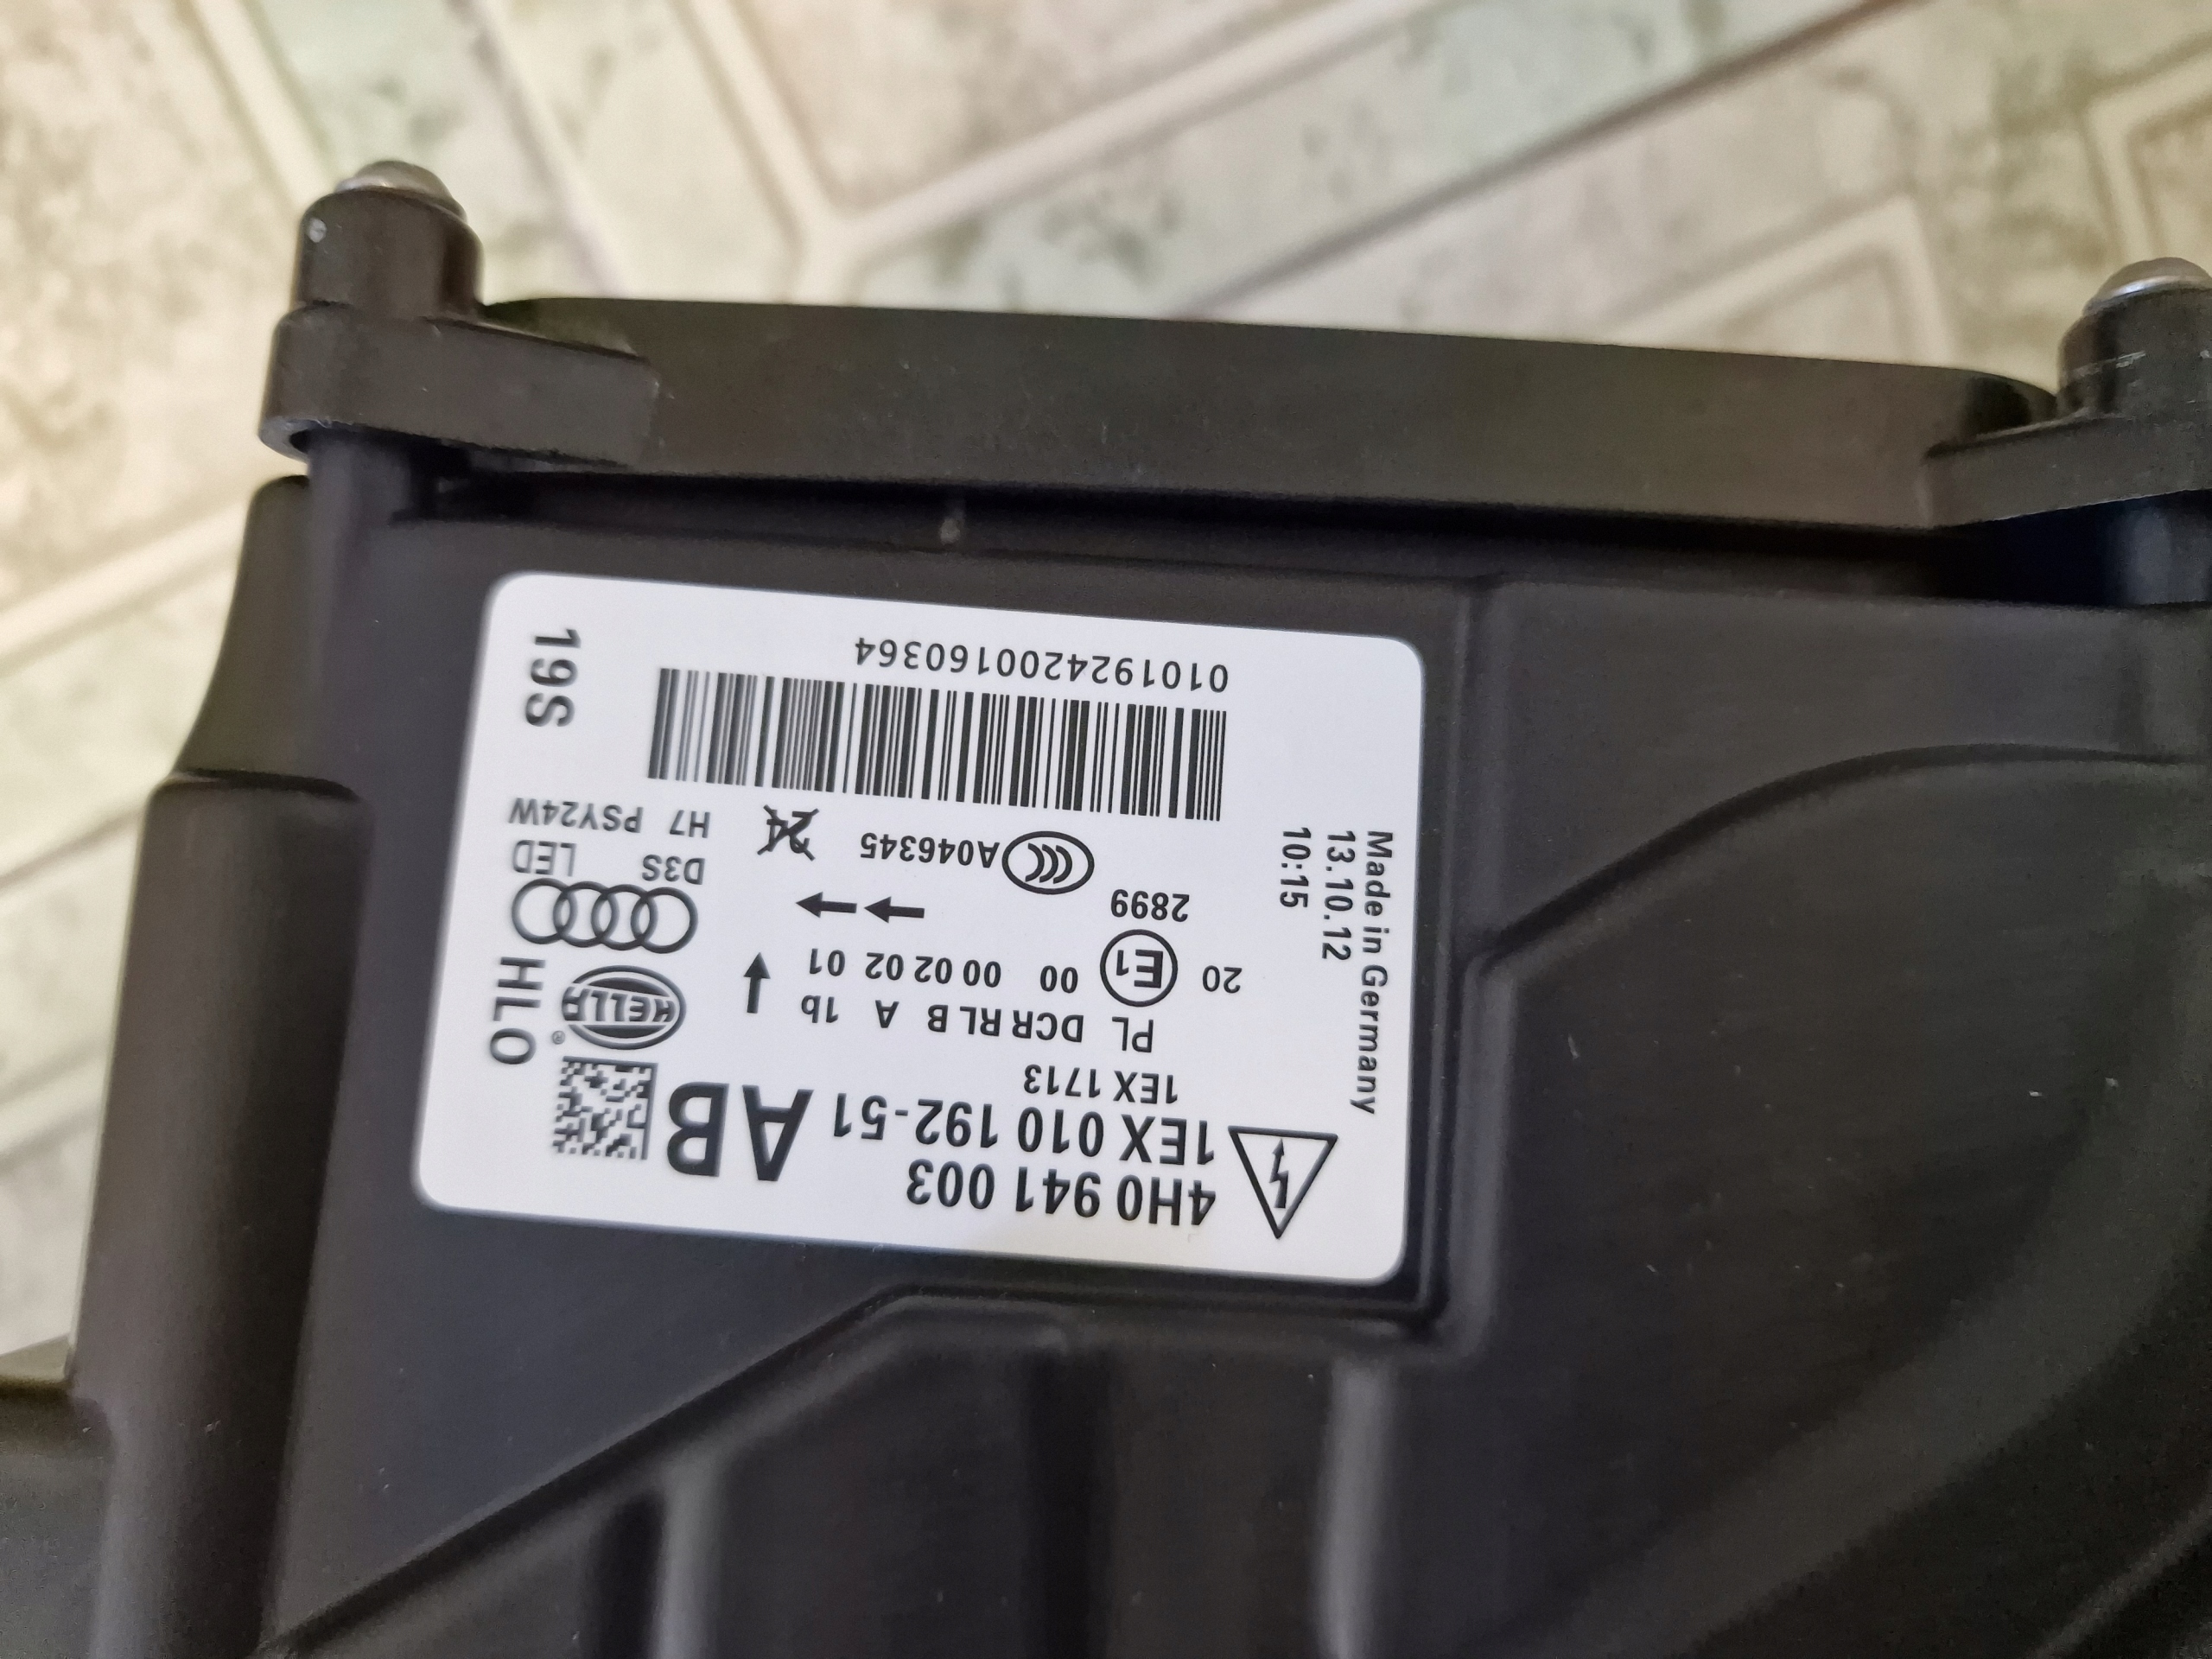 4H0 941 003
1EX 010 192-51 AB
1EX 1713
PL DCR RL B A 1b
20 E1 00 00 02 02 01
2899
A046345 24
HELLA ®
HLO
D3S LED
H7 PSY24W
0101924200160364
19S
Made in Germany
13.10.12
10:15